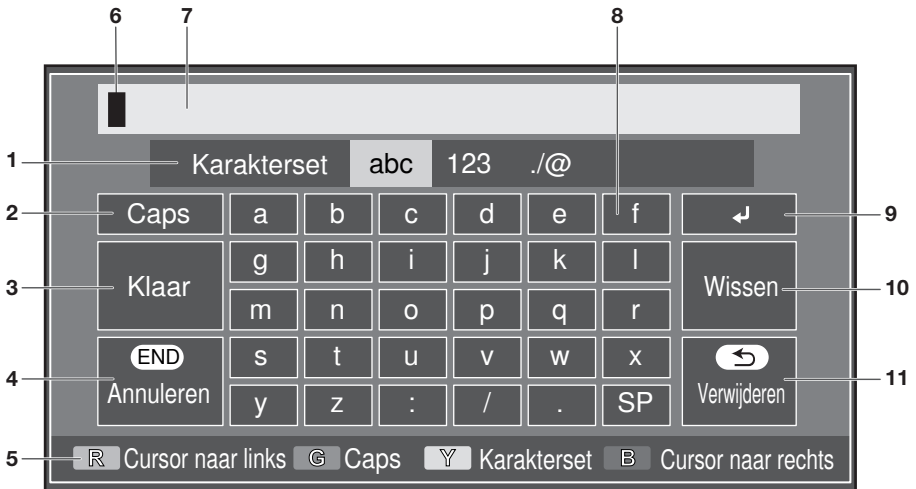 6 7 8
1 Karakterset abc 123 ./@
2 Caps a b c d e f ↲ 9
g h i j k l
3 Klaar Wissen 10
m n o p q r
END s t u v w x
4 Annuleren Verwijderen 11
y z : / . SP
5 R Cursor naar links G Caps Y Karakterset B Cursor naar rechts